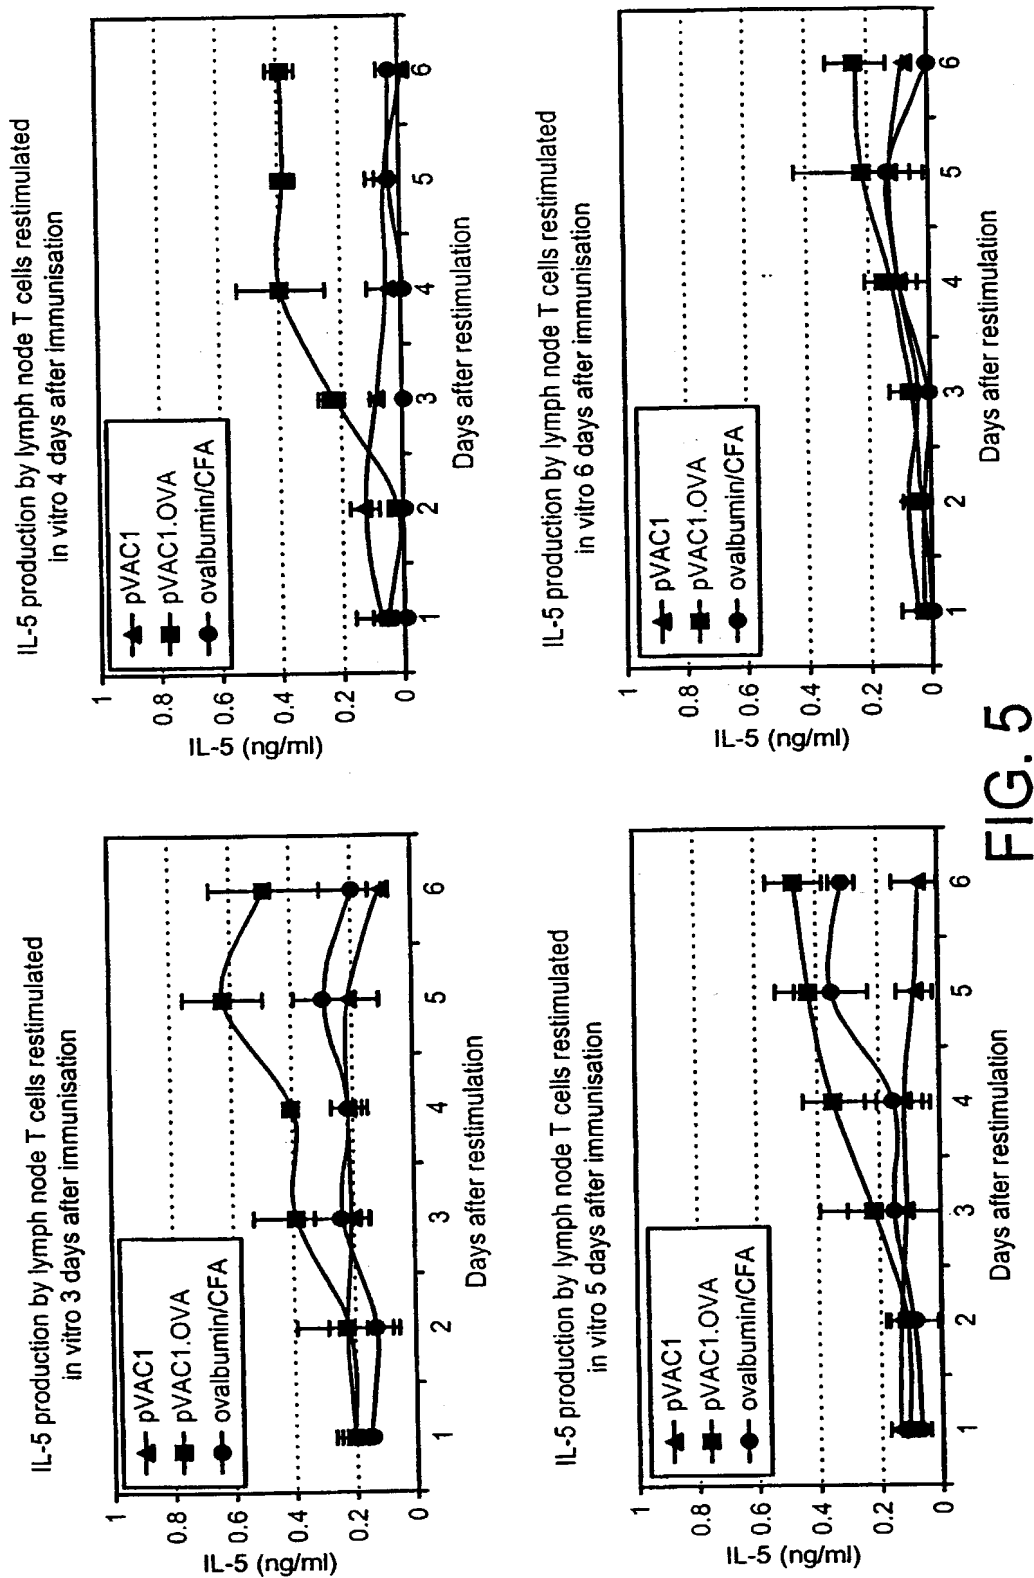 IL-5 production by lymph node T cells restimulated
in vitro 3 days after immunisation
pVAC1
pVAC1.OVA
ovalbumin/CFA
IL-5 (ng/ml)
1
0.8
0.6
0.4
0.2
0
1 2 3 4 5 6
Days after restimulation
IL-5 production by lymph node T cells restimulated
in vitro 4 days after immunisation
pVAC1
pVAC1.OVA
ovalbumin/CFA
IL-5 (ng/ml)
1
0.8
0.6
0.4
0.2
0
1 2 3 4 5 6
Days after restimulation
IL-5 production by lymph node T cells restimulated
in vitro 5 days after immunisation
pVAC1
pVAC1.OVA
ovalbumin/CFA
IL-5 (ng/ml)
1
0.8
0.6
0.4
0.2
0
1 2 3 4 5 6
Days after restimulation
IL-5 production by lymph node T cells restimulated
in vitro 6 days after immunisation
pVAC1
pVAC1.OVA
ovalbumin/CFA
IL-5 (ng/ml)
1
0.8
0.6
0.4
0.2
0
1 2 3 4 5 6
Days after restimulation
FIG. 5